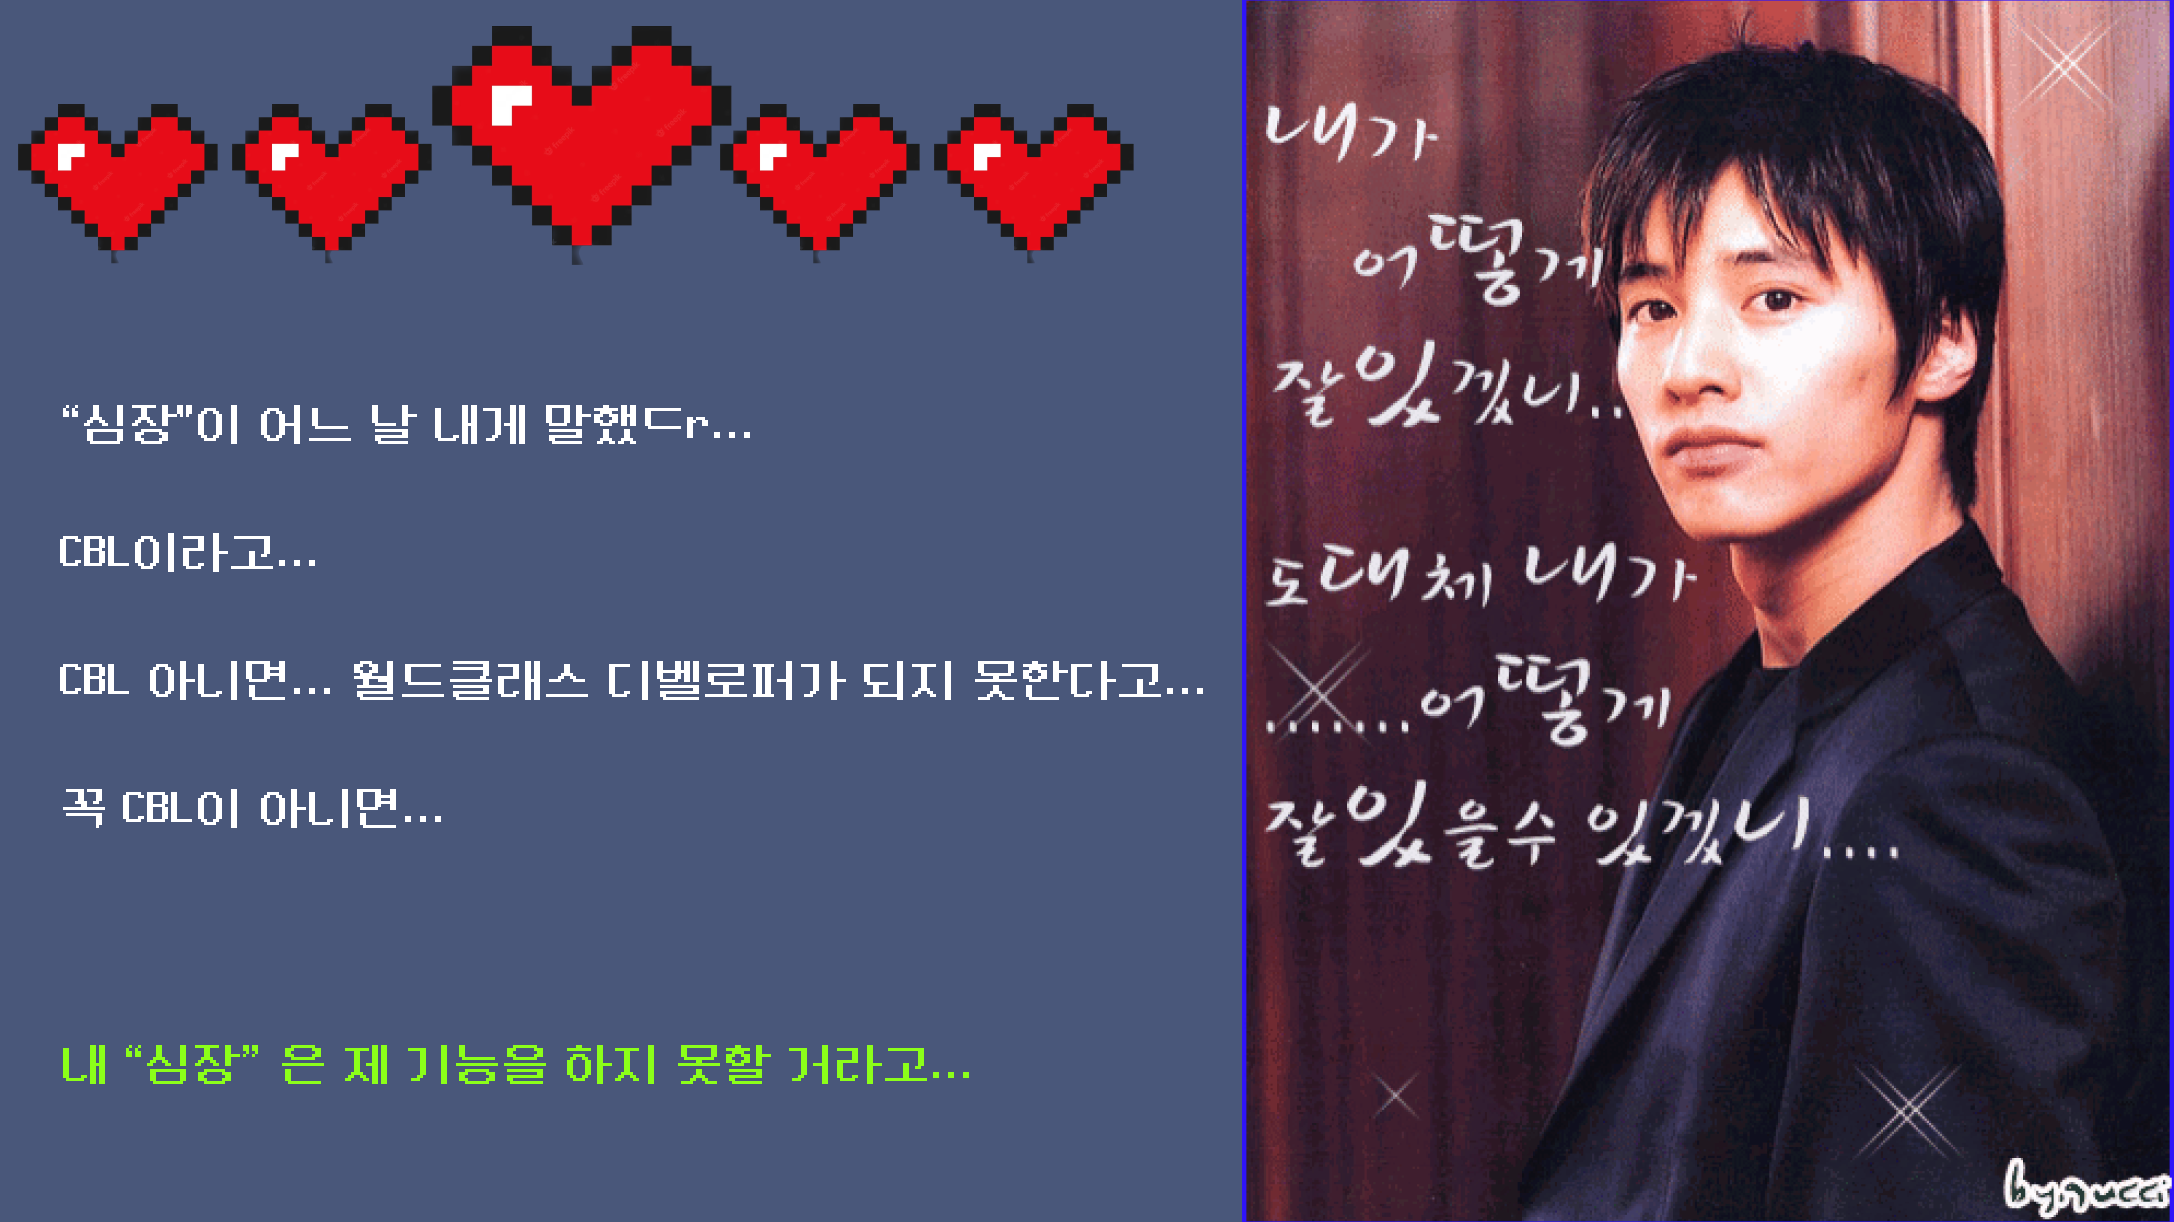 “심장”이 어느 날 내게 말했ㄷr...
CBL이라고...
CBL 아니면... 월드클래스 디벨로퍼가 되지 못한다고...
꼭 CBL이 아니면...
내 “심장” 은 제 기능을 하지 못할 거라고...
내가
어떻게
잘있겠니..
도대체 내가
.......어떻게
잘있을수 있겠니....
by.gucci